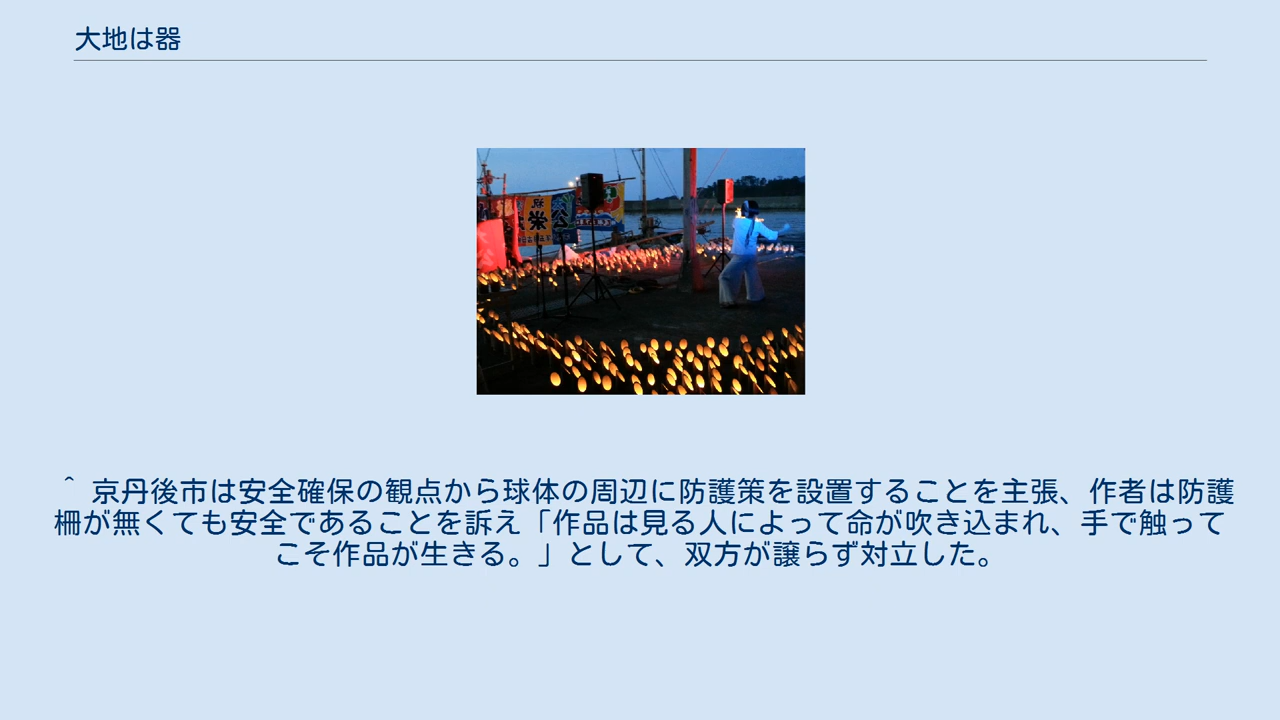 大地は器
祝
栄
^ 京丹後市は安全確保の観点から球体の周辺に防護策を設置することを主張、作者は防護
柵が無くても安全であることを訴え「作品は見る人によって命が吹き込まれ、手で触って
こそ作品が生きる。」として、双方が譲らず対立した。